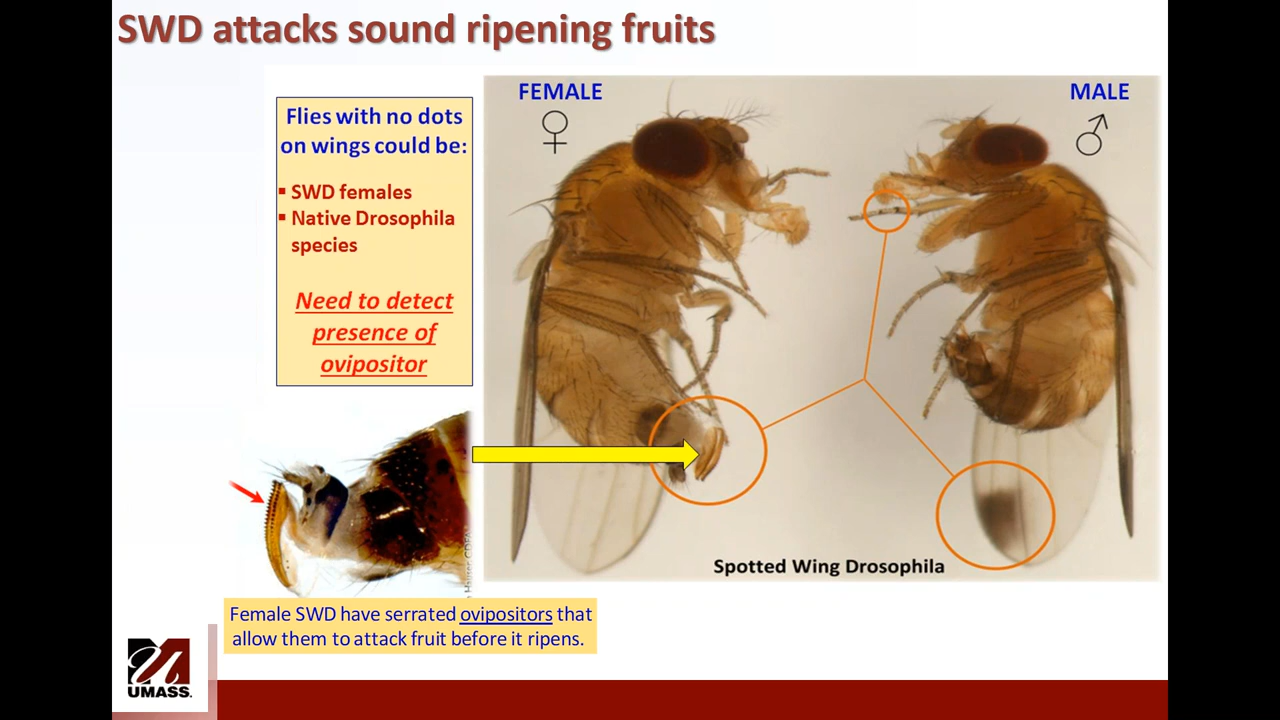 SWD attacks sound ripening fruits
Flies with no dots
on wings could be:
▪ SWD females
▪ Native Drosophila
species
Need to detect
presence of
ovipositor
FEMALE
♀
MALE
♂
Spotted Wing Drosophila
Female SWD have serrated ovipositors that
allow them to attack fruit before it ripens.
UMASS.